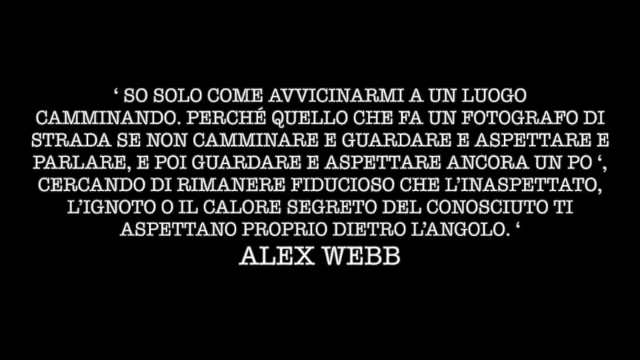 ‘ SO SOLO COME AVVICINARMI A UN LUOGO
CAMMINANDO. PERCHÉ QUELLO CHE FA UN FOTOGRAFO DI
STRADA SE NON CAMMINARE E GUARDARE E ASPETTARE E
PARLARE, E POI GUARDARE E ASPETTARE ANCORA UN PO ‘,
CERCANDO DI RIMANERE FIDUCIOSO CHE L’INASPETTATO,
L’IGNOTO O IL CALORE SEGRETO DEL CONOSCIUTO TI
ASPETTANO PROPRIO DIETRO L’ANGOLO. ‘
ALEX WEBB